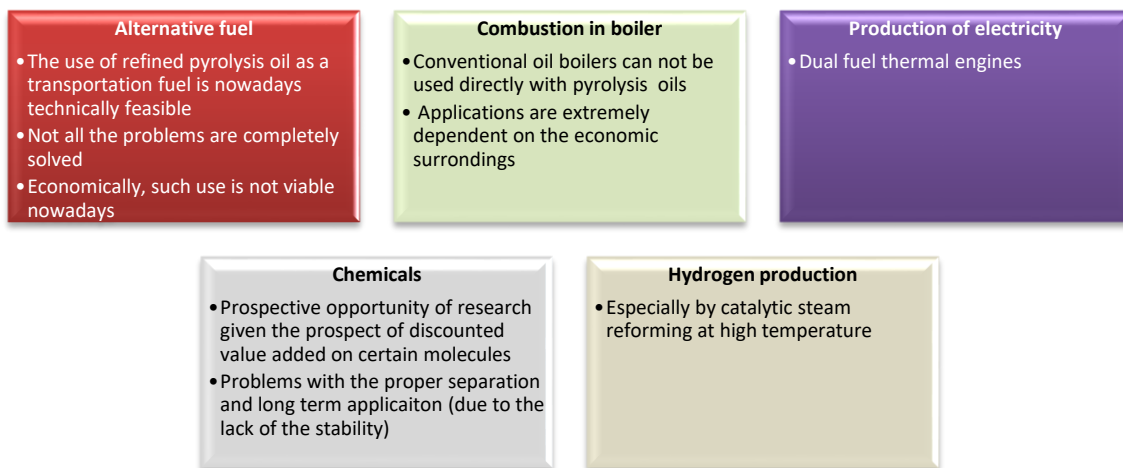 Alternative fuel
•The use of refined pyrolysis oil as a
transportation fuel is nowadays
technically feasible
•Not all the problems are completely
solved
•Economically, such use is not viable
nowadays
Combustion in boiler
•Conventional oil boilers can not be
used directly with pyrolysis oils
• Applications are extremely
dependent on the economic
surrondings
Production of electricity
•Dual fuel thermal engines
Chemicals
•Prospective opportunity of research
given the prospect of discounted
value added on certain molecules
•Problems with the proper separation
and long term applicaiton (due to the
lack of the stability)
Hydrogen production
•Especially by catalytic steam
reforming at high temperature